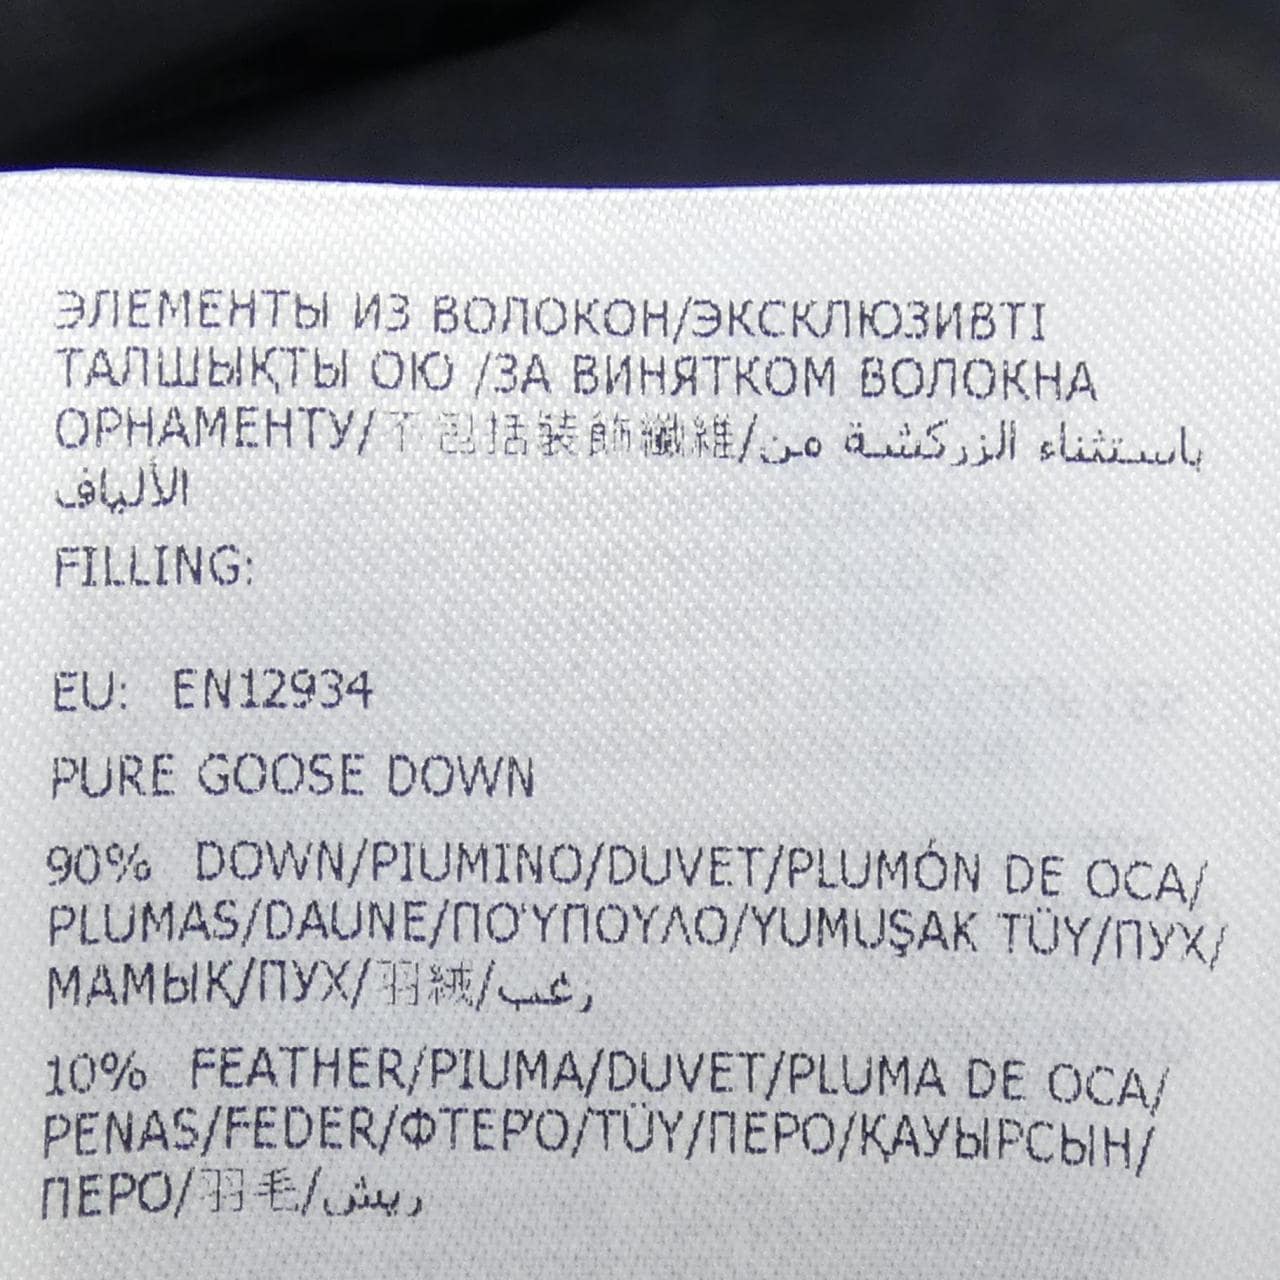 ЭЛЕМЕНТЫ ИЗ ВОЛОКОН/ЭКСКЛЮЗИВТІ
ТАЛШЫҚТЫ ОЮ /ЗА ВИНЯТКОМ ВОЛОКНА
ОРНАМЕНТУ/不包括裝飾纖維/باستثناء الزركشة من
الألياف
FILLING:
EU: EN12934
PURE GOOSE DOWN
90% DOWN/PIUMINO/DUVET/PLUMÓN DE OCA/
PLUMAS/DAUNE/ΠΟΎΠΟΥΛΟ/YUMUŞAK TÜY/ПУХ/
МАМЫҚ/ПУХ/羽絨/زغب
10% FEATHER/PIUMA/DUVET/PLUMA DE OCA/
PENAS/FEDER/ΦΤΕΡΌ/TÜY/ПЕРО/ҚАУЫРСЫН/
ПЕРО/羽毛/ريش